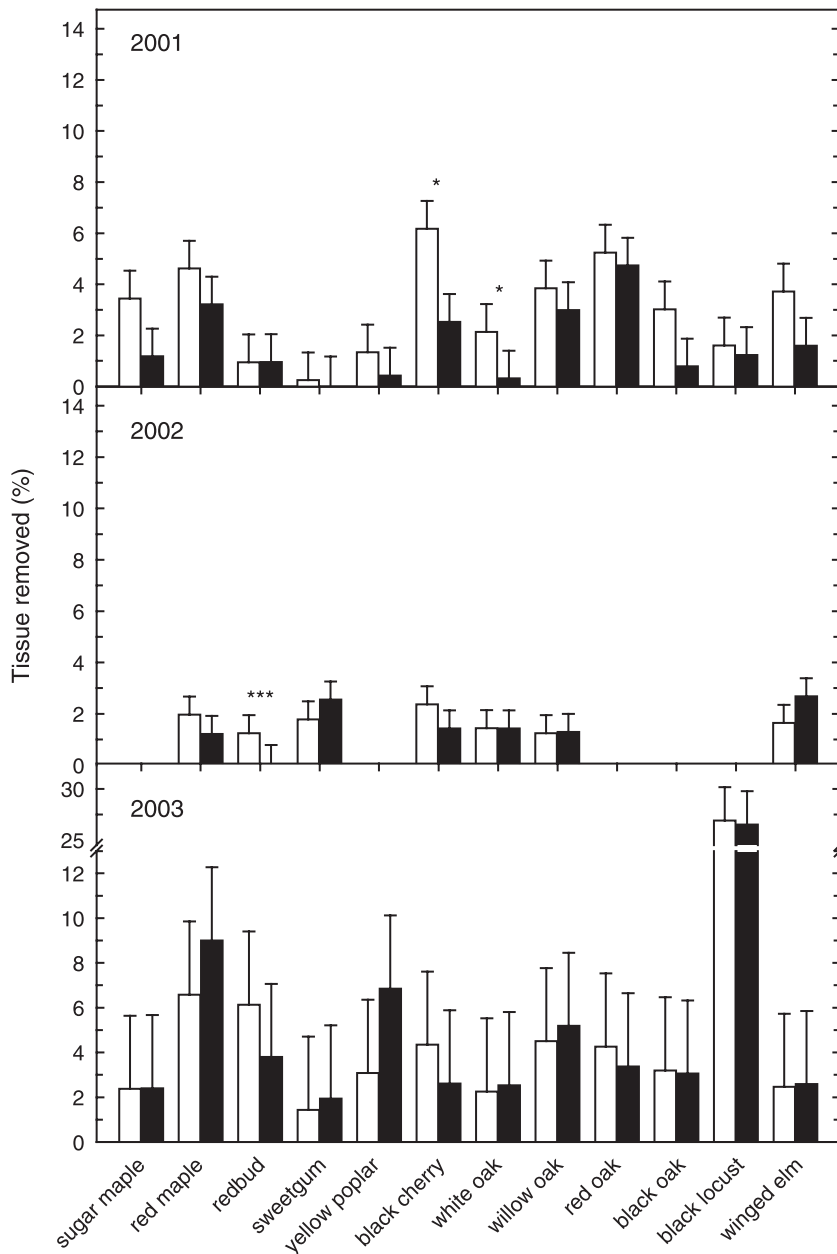 14
2001
12
10
8
*
6
*
4
2
0
14
2002
12
10
8
Tissue removed (%)
6
4
***
2
0
30
2003
25
12
10
8
6
4
2
0
sugar maple
red maple
redbud
sweetgum
yellow poplar
black cherry
white oak
willow oak
red oak
black oak
black locust
winged elm